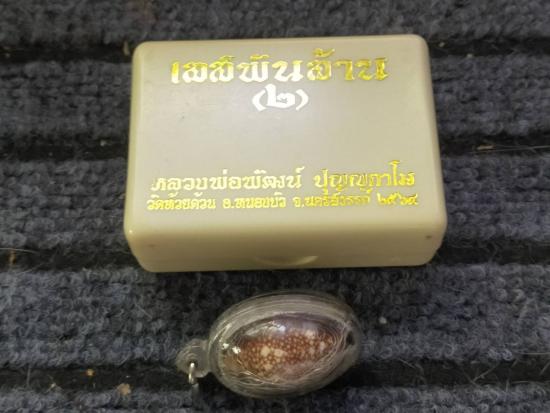 เสสพันล้าน
(๒)
หลวงพ่อพัฒน์ ปุญญกาโม
วัดห้วยด้วน อ.หนองบัว จ.นครสวรรค์ ๒๕๖๔